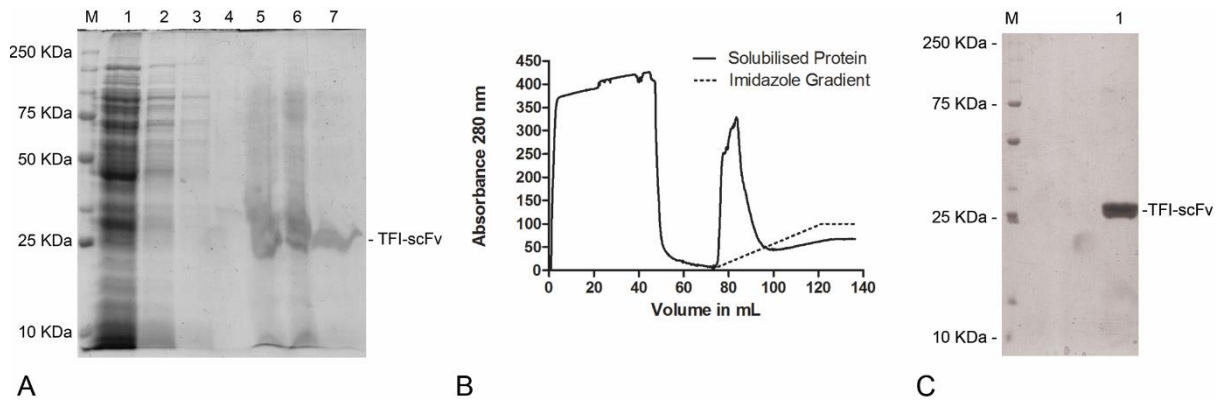 M 1 2 3 4 5 6 7
250 KDa
75 KDa
50 KDa
25 KDa
10 KDa
- TFI-scFv
A
Solubilised Protein
Imidazole Gradient
450
400
350
300
250
200
150
100
50
0
Absorbance 280 nm
0 20 40 60 80 100 120 140
Volume in mL
B
M 1
250 KDa -
75 KDa -
25 KDa -
10 KDa -
-TFI-scFv
C